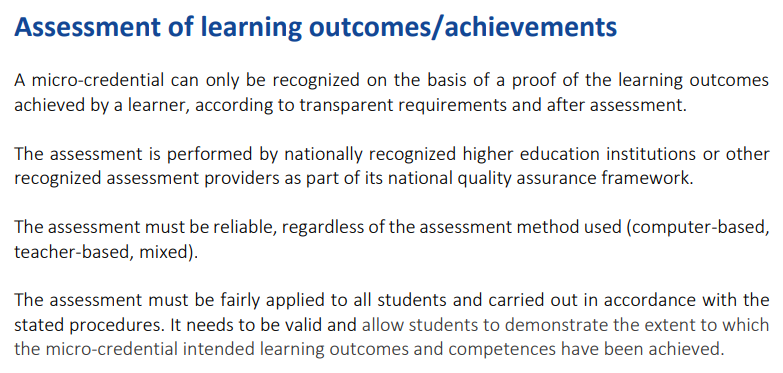 Assessment of learning outcomes/achievements
A micro-credential can only be recognized on the basis of a proof of the learning outcomes
achieved by a learner, according to transparent requirements and after assessment.
The assessment is performed by nationally recognized higher education institutions or other
recognized assessment providers as part of its national quality assurance framework.
The assessment must be reliable, regardless of the assessment method used (computer-based,
teacher-based, mixed).
The assessment must be fairly applied to all students and carried out in accordance with the
stated procedures. It needs to be valid and allow students to demonstrate the extent to which
the micro-credential intended learning outcomes and competences have been achieved.